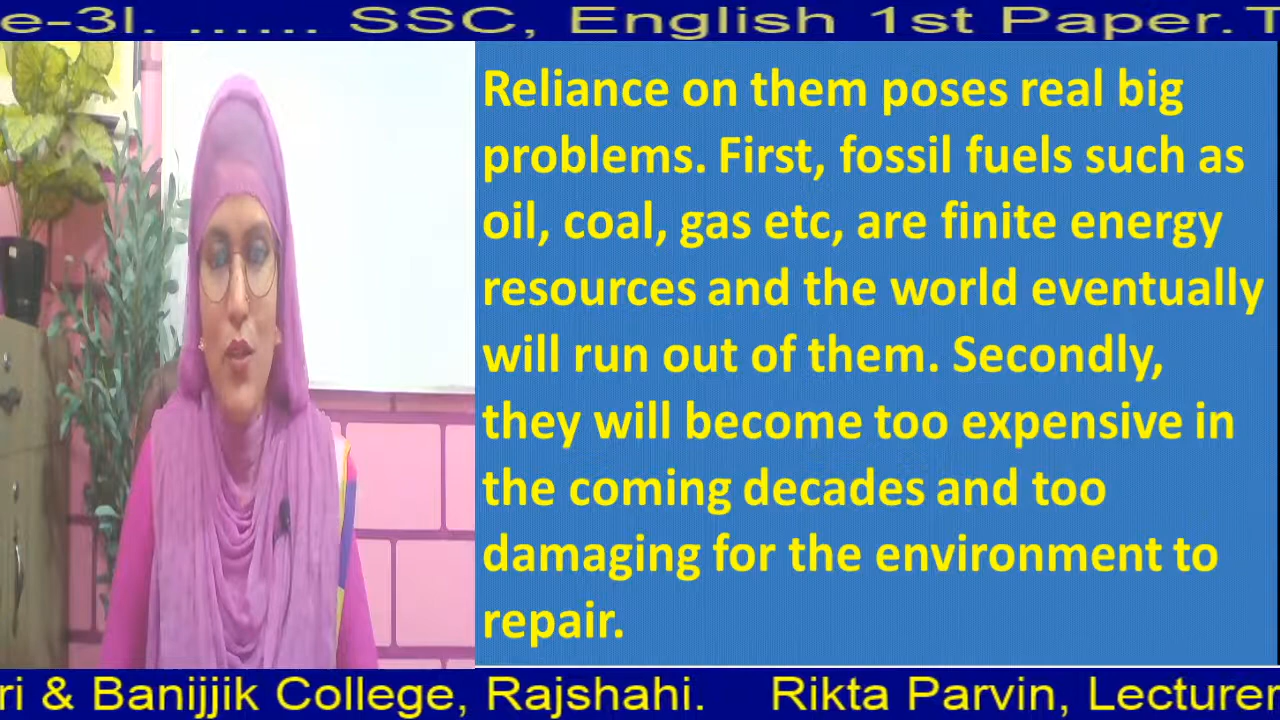 e-3l. ...... SSC, English 1st Paper. T
Reliance on them poses real big
problems. First, fossil fuels such as
oil, coal, gas etc, are finite energy
resources and the world eventually
will run out of them. Secondly,
they will become too expensive in
the coming decades and too
damaging for the environment to
repair.
ri & Banijjik College, Rajshahi. Rikta Parvin, Lecturer